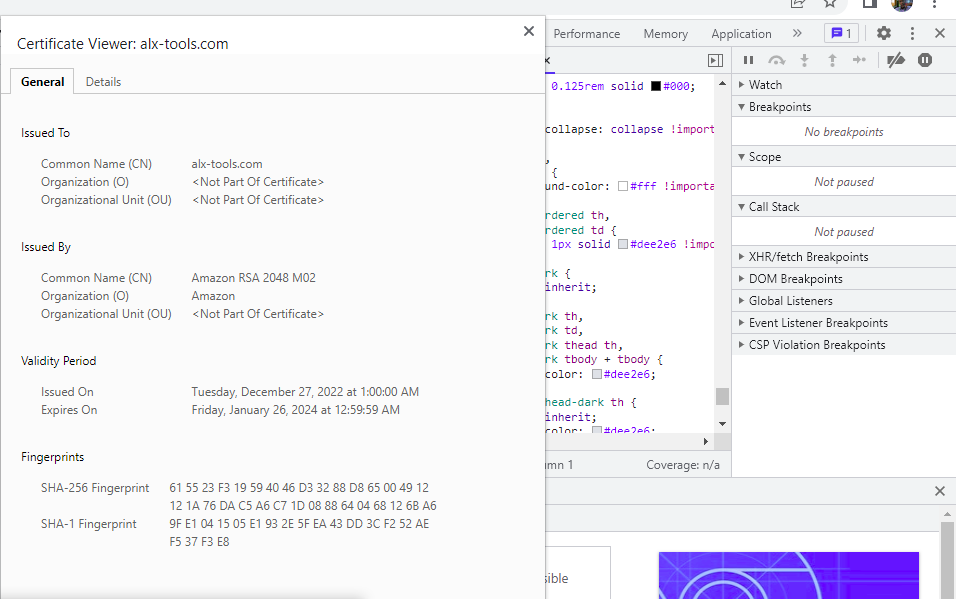 Certificate Viewer: alx-tools.com
General Details
Issued To
Common Name (CN) alx-tools.com
Organization (O) <Not Part Of Certificate>
Organizational Unit (OU) <Not Part Of Certificate>
Issued By
Common Name (CN) Amazon RSA 2048 M02
Organization (O) Amazon
Organizational Unit (OU) <Not Part Of Certificate>
Validity Period
Issued On Tuesday, December 27, 2022 at 1:00:00 AM
Expires On Friday, January 26, 2024 at 12:59:59 AM
Fingerprints
SHA-256 Fingerprint 61 55 23 F3 19 59 40 46 D3 32 88 D8 65 00 49 12
12 1A 76 DA C5 A6 C7 1D 08 88 64 04 68 12 6B A6
SHA-1 Fingerprint 9F E1 04 15 05 E1 93 2E 5F EA 43 DD 3C F2 52 AE
F5 37 F3 E8
Performance Memory Application » 1
0.125rem solid #000;
collapse: collapse !import
,
{
und-color: #fff !importa
rdered th,
rdered td {
1px solid #dee2e6 !impo
rk {
inherit;
rk th,
rk td,
rk thead th,
rk tbody + tbody {
color: #dee2e6;
head-dark th {
inherit;
color: #dee2e6;
umn 1 Coverage: n/a
Watch
Breakpoints
No breakpoints
Scope
Not paused
Call Stack
Not paused
XHR/fetch Breakpoints
DOM Breakpoints
Global Listeners
Event Listener Breakpoints
CSP Violation Breakpoints
sible